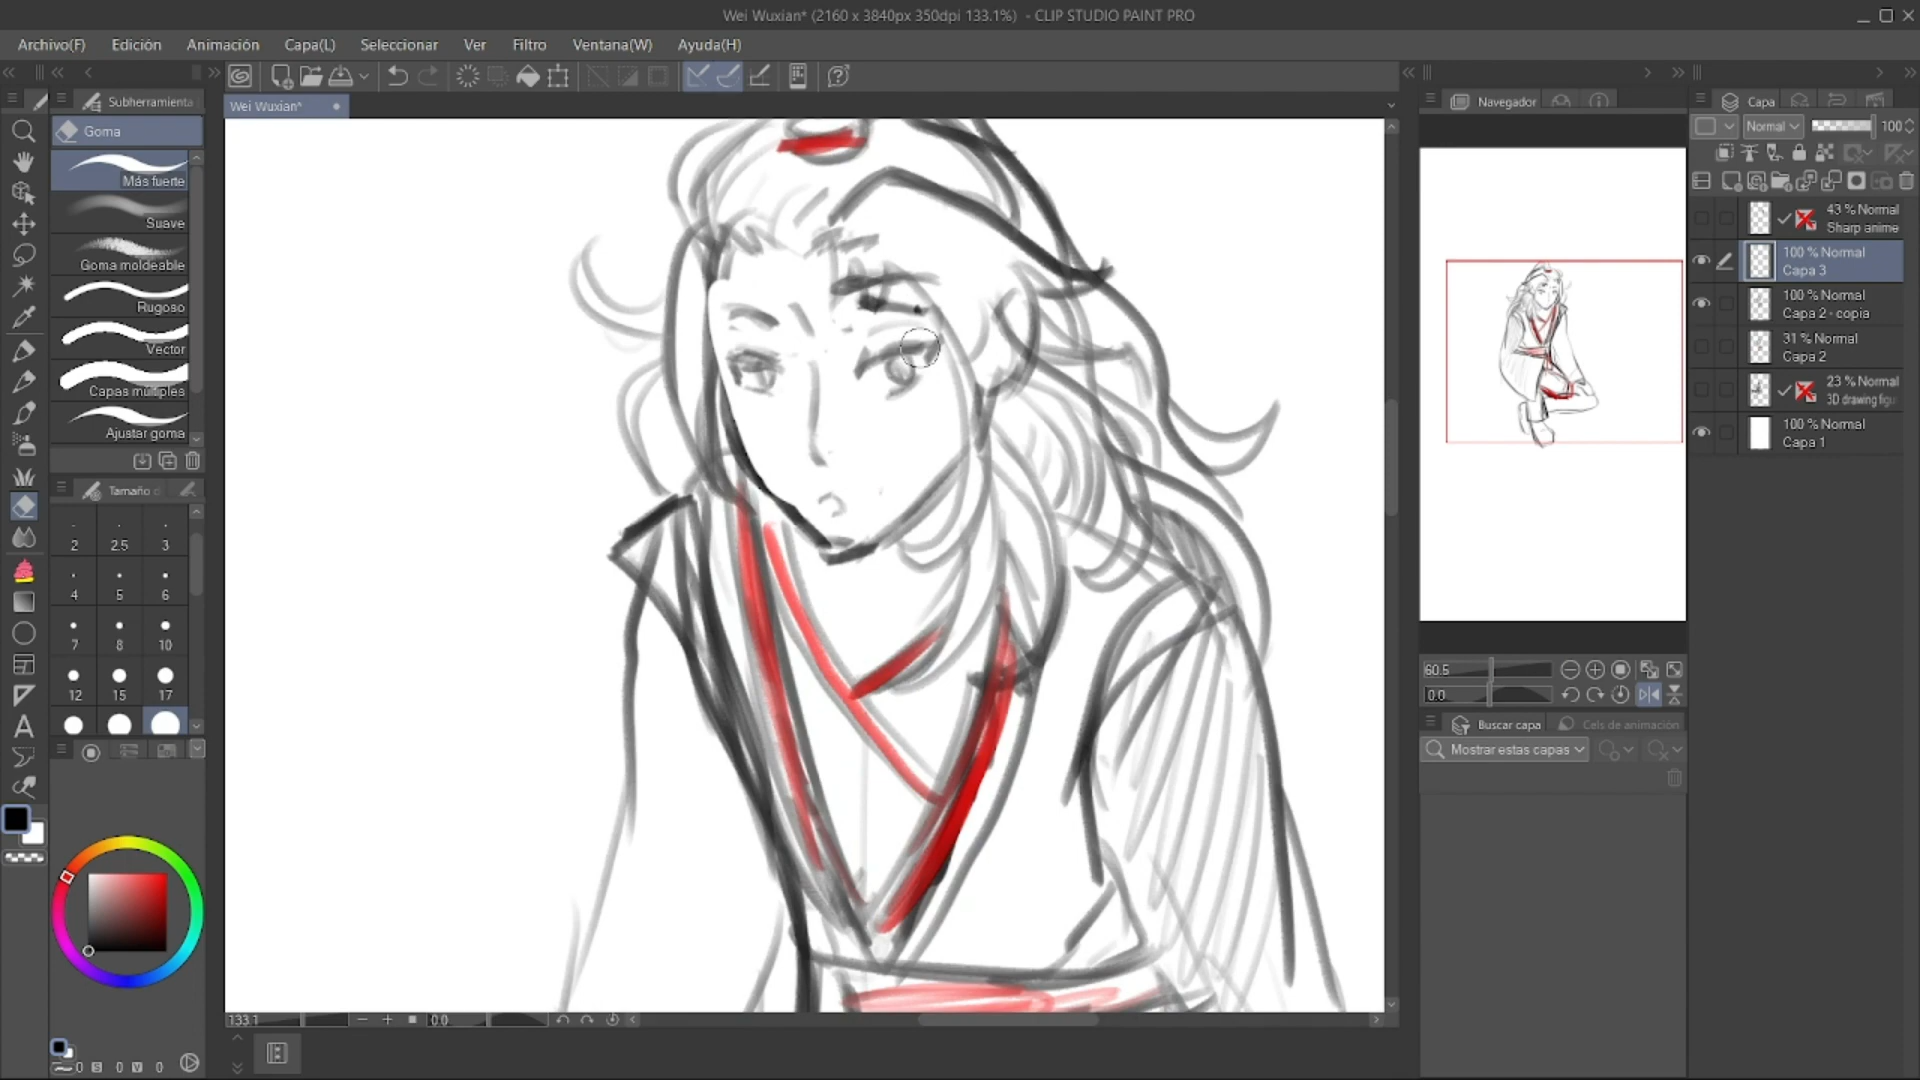 Wei Wuxian* (2160 x 3840px 350dpi 133.1%) - CLIP STUDIO PAINT PRO
Archivo(F) Edición Animación Capa(L) Seleccionar Ver Filtro Ventana(W) Ayuda(H)
Subherramienta
Wei Wuxian*
Navegador
Capa
Goma
Normal 100
Más fuerte
Suave
Goma moldeable
Rugoso
Vector
Capas múltiples
Ajustar goma
43 % Normal
Sharp anime
100 % Normal
Capa 3
100 % Normal
Capa 2 - copia
31 % Normal
Capa 2
23 % Normal
3D drawing figu
100 % Normal
Capa 1
Tamaño d
2 2.5 3
4 5 6
7 8 10
12 15 17
60.5
0.0
Buscar capa Cels de animación
Mostrar estas capas
133.1 0.0
0 S 0 V 0